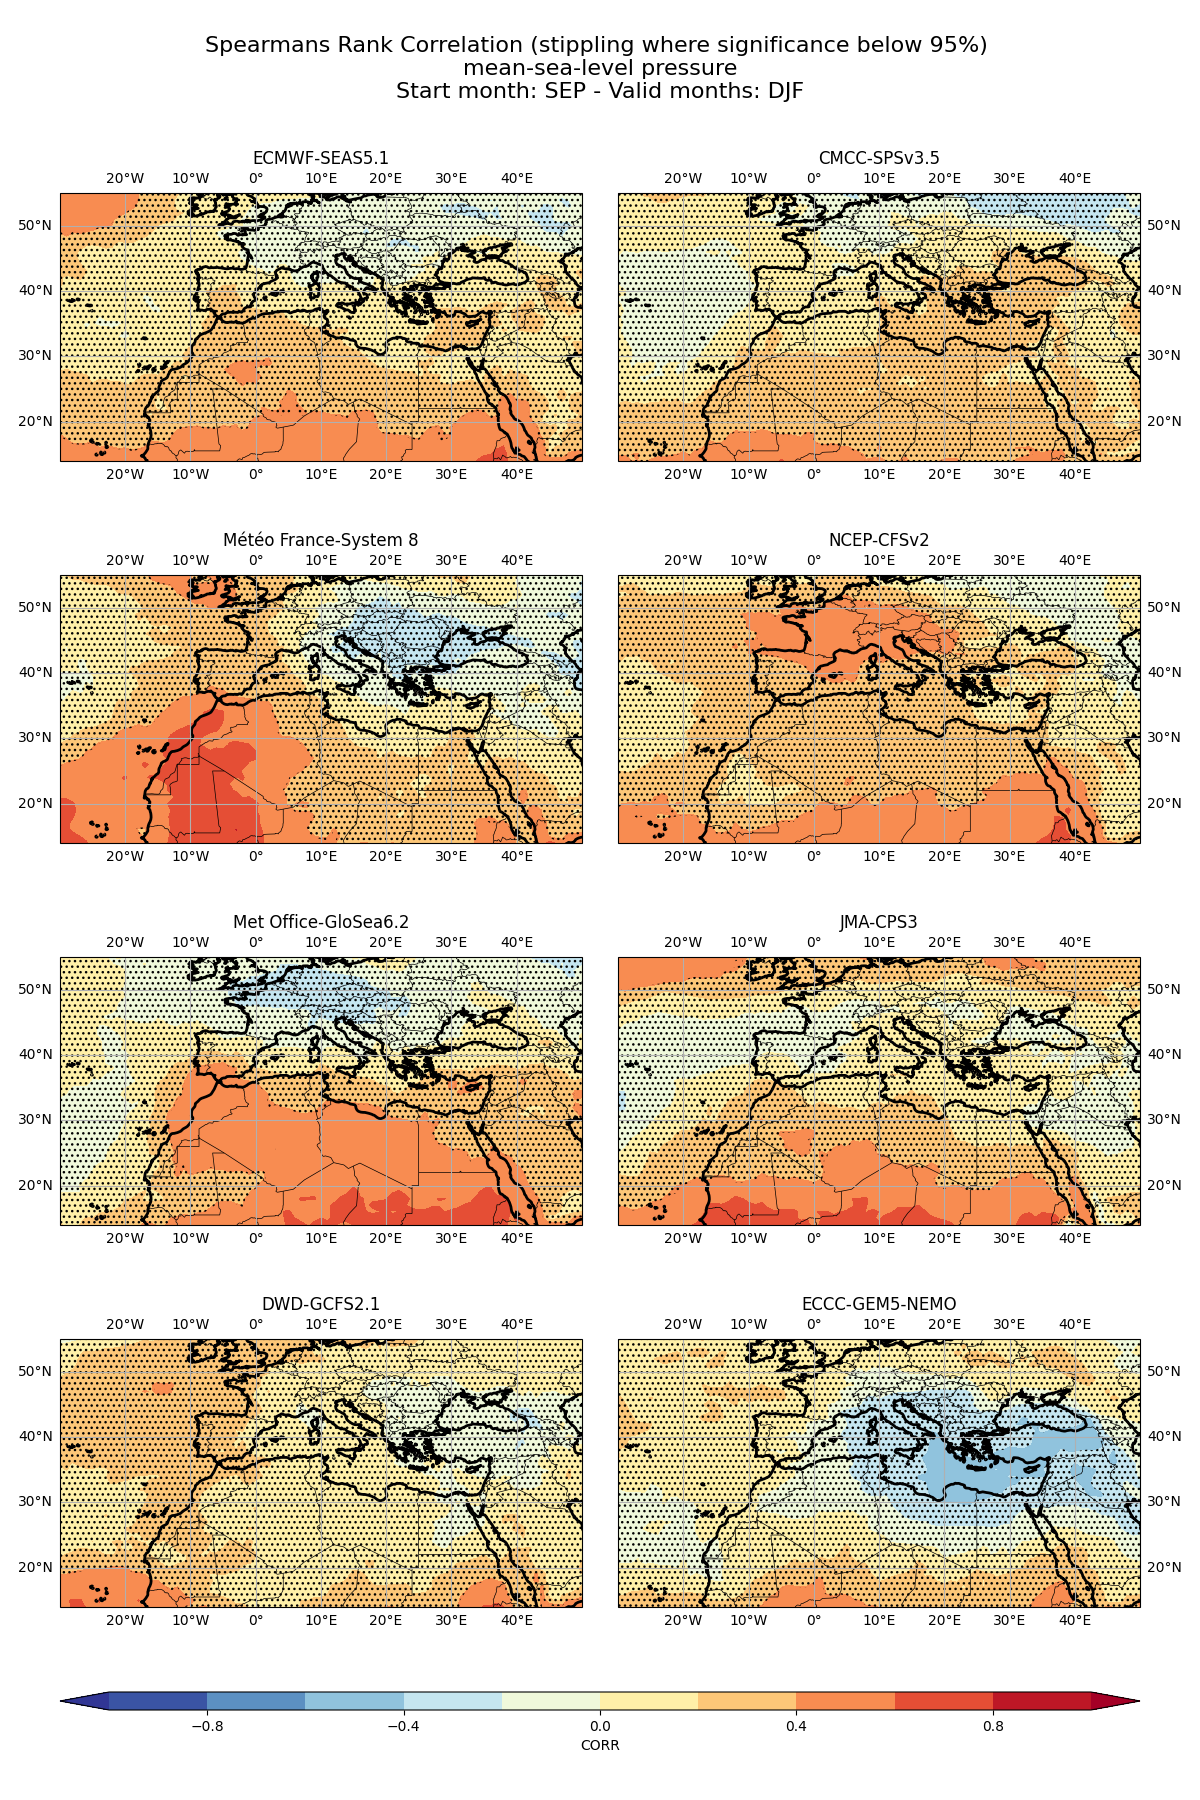 Spearmans Rank Correlation (stippling where significance below 95%)
mean-sea-level pressure
Start month: SEP - Valid months: DJF
ECMWF-SEAS5.1
CMCC-SPSv3.5
20°W 10°W 0° 10°E 20°E 30°E 40°E
20°W 10°W 0° 10°E 20°E 30°E 40°E
50°N
50°N
40°N
40°N
30°N
30°N
20°N
20°N
20°W 10°W 0° 10°E 20°E 30°E 40°E
20°W 10°W 0° 10°E 20°E 30°E 40°E
Météo France-System 8
NCEP-CFSv2
20°W 10°W 0° 10°E 20°E 30°E 40°E
20°W 10°W 0° 10°E 20°E 30°E 40°E
50°N
50°N
40°N
40°N
30°N
30°N
20°N
20°N
20°W 10°W 0° 10°E 20°E 30°E 40°E
20°W 10°W 0° 10°E 20°E 30°E 40°E
Met Office-GloSea6.2
JMA-CPS3
20°W 10°W 0° 10°E 20°E 30°E 40°E
20°W 10°W 0° 10°E 20°E 30°E 40°E
50°N
50°N
40°N
40°N
30°N
30°N
20°N
20°N
20°W 10°W 0° 10°E 20°E 30°E 40°E
20°W 10°W 0° 10°E 20°E 30°E 40°E
DWD-GCFS2.1
ECCC-GEM5-NEMO
20°W 10°W 0° 10°E 20°E 30°E 40°E
20°W 10°W 0° 10°E 20°E 30°E 40°E
50°N
50°N
40°N
40°N
30°N
30°N
20°N
20°N
20°W 10°W 0° 10°E 20°E 30°E 40°E
20°W 10°W 0° 10°E 20°E 30°E 40°E
−0.8 −0.4 0.0 0.4 0.8
CORR